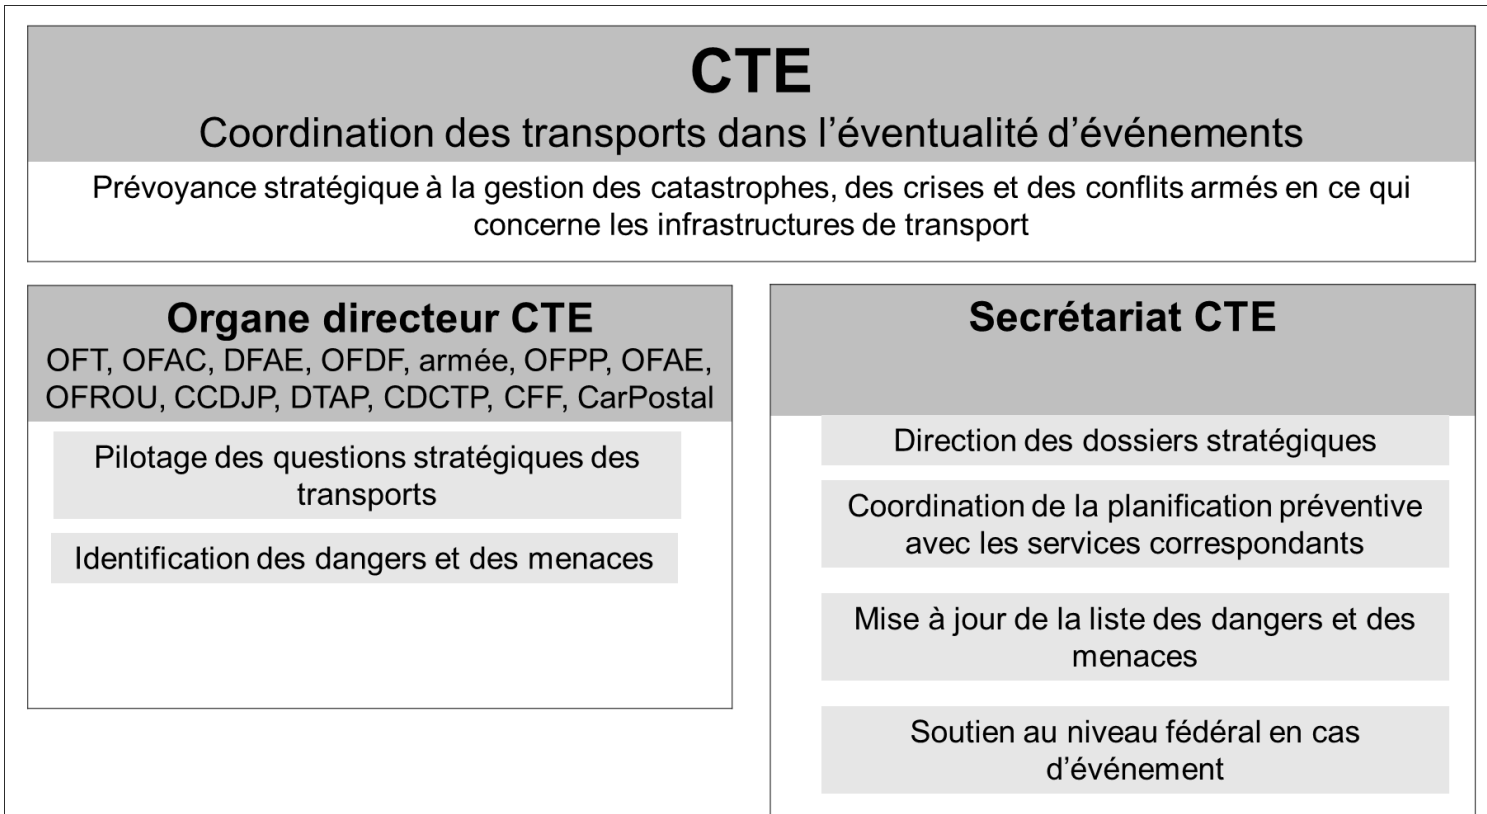 CTE
Coordination des transports dans l’éventualité d’événements
Prévoyance stratégique à la gestion des catastrophes, des crises et des conflits armés en ce qui
concerne les infrastructures de transport
Organe directeur CTE
OFT, OFAC, DFAE, OFDF, armée, OFPP, OFAE,
OFROU, CCDJP, DTAP, CDCTP, CFF, CarPostal
Pilotage des questions stratégiques des
transports
Identification des dangers et des menaces
Secrétariat CTE
Direction des dossiers stratégiques
Coordination de la planification préventive
avec les services correspondants
Mise à jour de la liste des dangers et des
menaces
Soutien au niveau fédéral en cas
d’événement